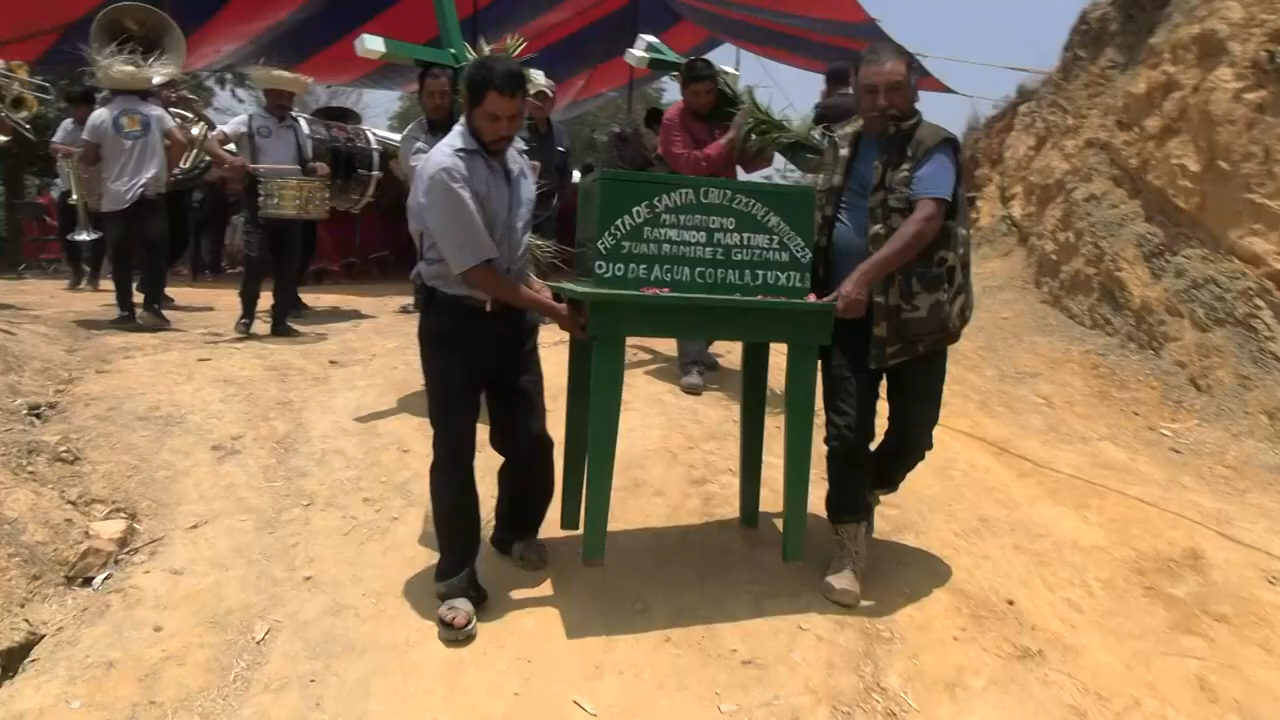 FIESTA DE SANTA CRUZ 2Y3 DE MAYO 2023
MAYORDOMO
RAYMUNDO MARTINEZ
JUAN RAMIREZ GUZMAN
OJO DE AGUA COPALA, JUXTLA